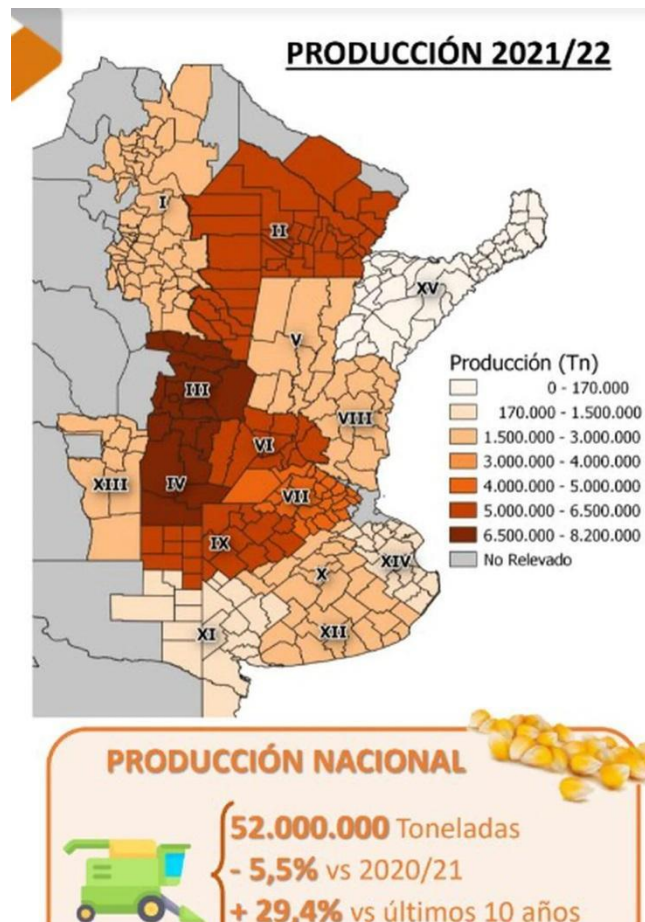 PRODUCCIÓN 2021/22
I
II
XV
V
III
VIII
VI
XIII
IV
VII
IX
XIV
X
XI
XII
Producción (Tn)
0 - 170.000
170.000 - 1.500.000
1.500.000 - 3.000.000
3.000.000 - 4.000.000
4.000.000 - 5.000.000
5.000.000 - 6.500.000
6.500.000 - 8.200.000
No Relevado
PRODUCCIÓN NACIONAL
52.000.000 Toneladas
- 5,5% vs 2020/21
+ 29,4% vs últimos 10 años